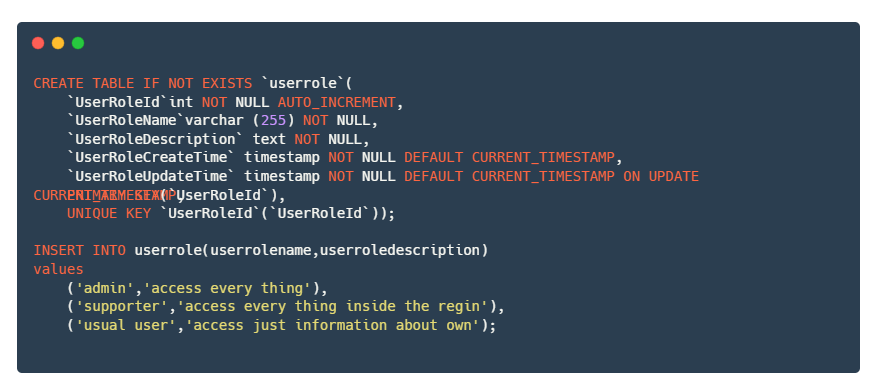 CREATE TABLE IF NOT EXISTS `userrole`(
`UserRoleId`int NOT NULL AUTO_INCREMENT,
`UserRoleName`varchar (255) NOT NULL,
`UserRoleDescription` text NOT NULL,
`UserRoleCreateTime` timestamp NOT NULL DEFAULT CURRENT_TIMESTAMP,
`UserRoleUpdateTime` timestamp NOT NULL DEFAULT CURRENT_TIMESTAMP ON UPDATE
CURRENT_TIMESTAMP,
PRIMARY KEY(`UserRoleId`),
UNIQUE KEY `UserRoleId`(`UserRoleId`));
INSERT INTO userrole(userrolename,userroledescription)
values
('admin','access every thing'),
('supporter','access every thing inside the regin'),
('usual user','access just information about own');